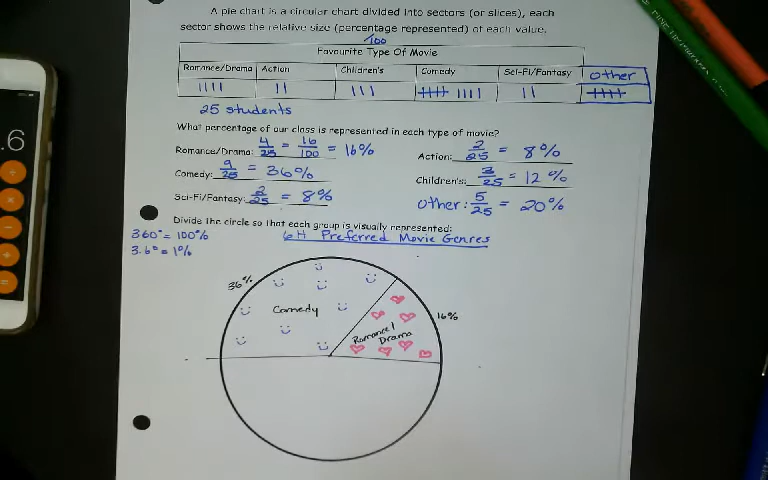 A pie chart is a circular chart divided into sectors (or slices), each
sector shows the relative size (percentage represented) of each value.
/100
Favourite Type Of Movie
Romance/Drama Action Children's Comedy Sci-Fi/Fantasy other
25 students
What percentage of our class is represented in each type of movie?
Romance/Drama: 4/25 = 16/100 = 16%
Action: 2/25 = 8%
Comedy: 9/25 = 36%
Children's: 3/25 = 12%
Sci-Fi/Fantasy: 2/25 = 8%
other: 5/25 = 20%
Divide the circle so that each group is visually represented:
360° = 100%
6H Preferred Movie Genres
3.6° = 1%
36%
Comedy
16%
Romance/
Drama
.6